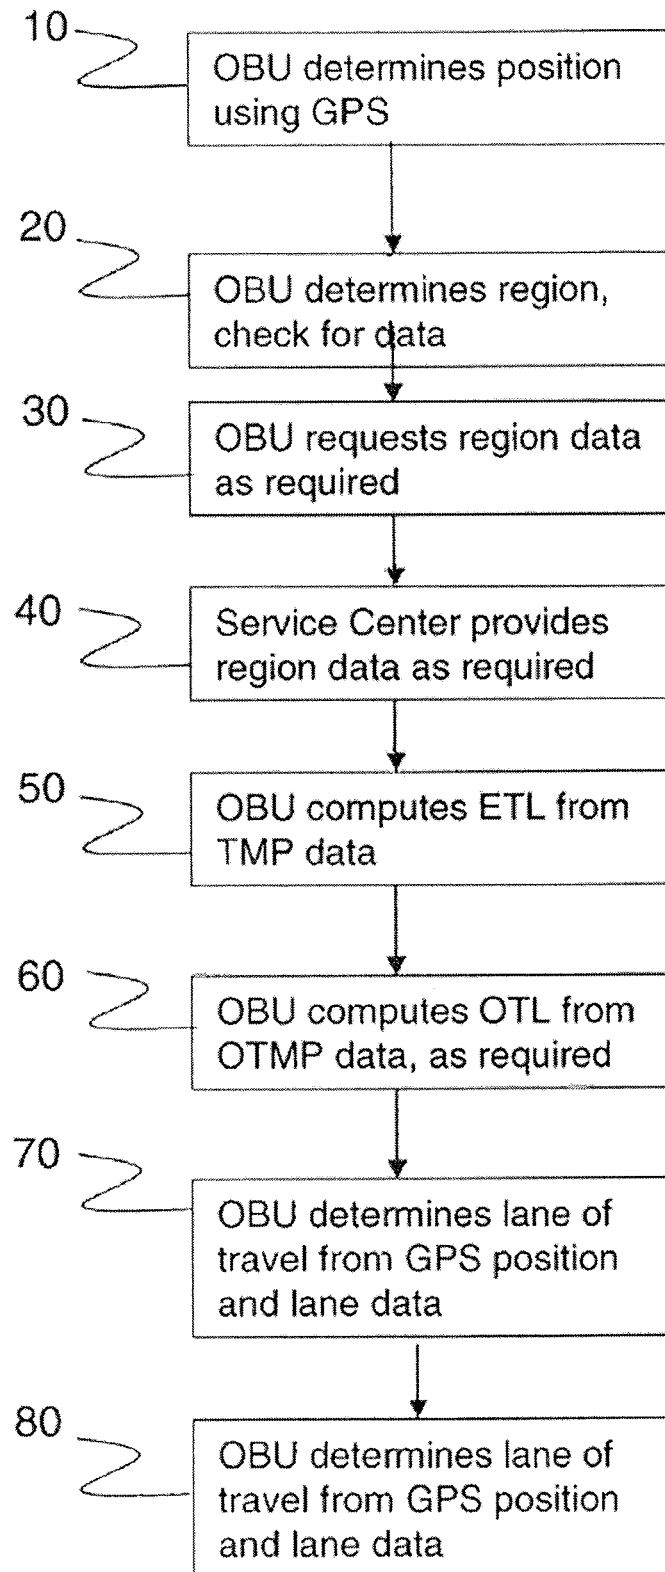 10
OBU determines position
using GPS
20
OBU determines region,
check for data
30
OBU requests region data
as required
40
Service Center provides
region data as required
50
OBU computes ETL from
TMP data
60
OBU computes OTL from
OTMP data, as required
70
OBU determines lane of
travel from GPS position
and lane data
80
OBU determines lane of
travel from GPS position
and lane data